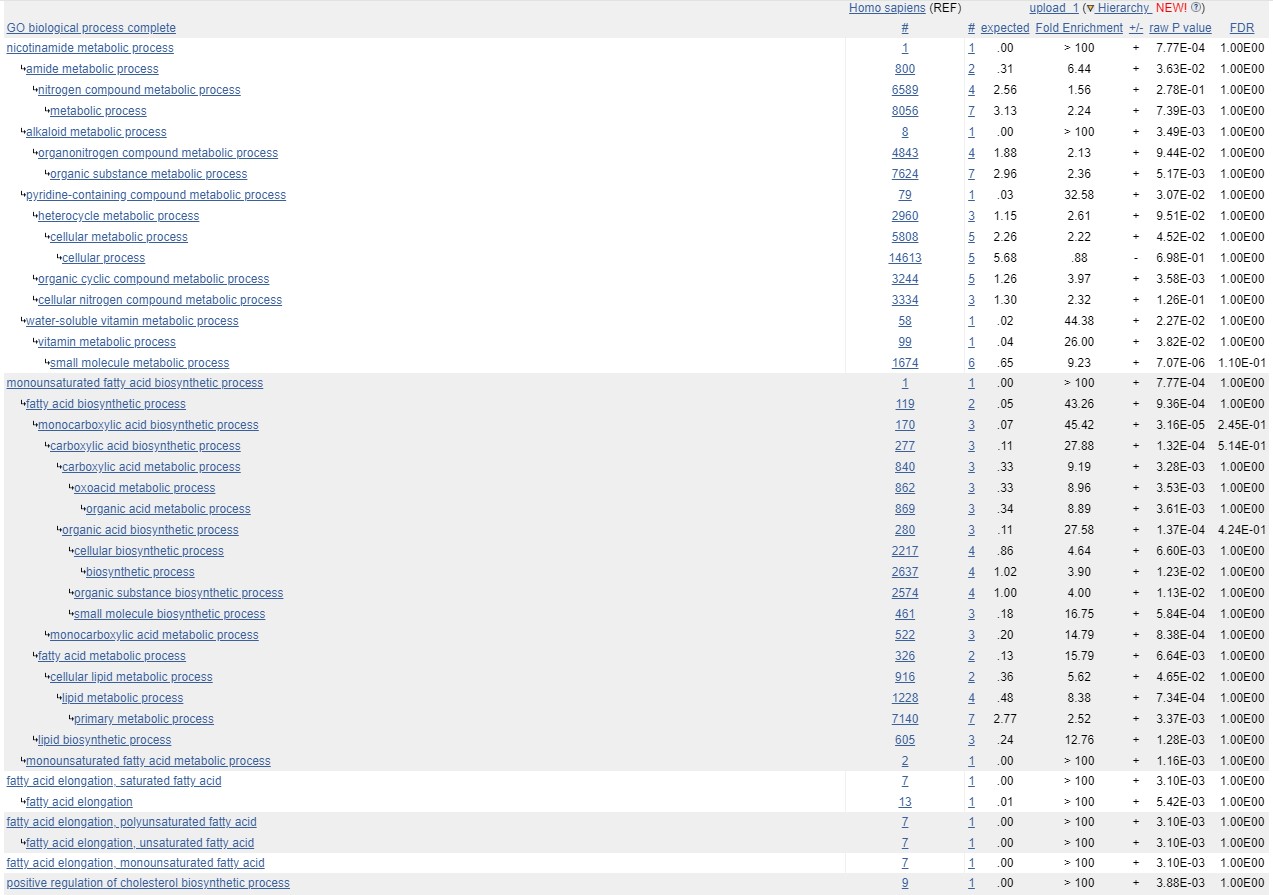 Homo sapiens (REF) upload_1 (▼ Hierarchy NEW! ?)
GO biological process complete # # expected Fold Enrichment +/- raw P value FDR
nicotinamide metabolic process 1 1 .00 > 100 + 7.77E-04 1.00E00
↳amide metabolic process 800 2 .31 6.44 + 3.63E-02 1.00E00
↳nitrogen compound metabolic process 6589 4 2.56 1.56 + 2.78E-01 1.00E00
↳metabolic process 8056 7 3.13 2.24 + 7.39E-03 1.00E00
↳alkaloid metabolic process 8 1 .00 > 100 + 3.49E-03 1.00E00
↳organonitrogen compound metabolic process 4843 4 1.88 2.13 + 9.44E-02 1.00E00
↳organic substance metabolic process 7624 7 2.96 2.36 + 5.17E-03 1.00E00
↳pyridine-containing compound metabolic process 79 1 .03 32.58 + 3.07E-02 1.00E00
↳heterocycle metabolic process 2960 3 1.15 2.61 + 9.51E-02 1.00E00
↳cellular metabolic process 5808 5 2.26 2.22 + 4.52E-02 1.00E00
↳cellular process 14613 5 5.68 .88 - 6.98E-01 1.00E00
↳organic cyclic compound metabolic process 3244 5 1.26 3.97 + 3.58E-03 1.00E00
↳cellular nitrogen compound metabolic process 3334 3 1.30 2.32 + 1.26E-01 1.00E00
↳water-soluble vitamin metabolic process 58 1 .02 44.38 + 2.27E-02 1.00E00
↳vitamin metabolic process 99 1 .04 26.00 + 3.82E-02 1.00E00
↳small molecule metabolic process 1674 6 .65 9.23 + 7.07E-06 1.10E-01
monounsaturated fatty acid biosynthetic process 1 1 .00 > 100 + 7.77E-04 1.00E00
↳fatty acid biosynthetic process 119 2 .05 43.26 + 9.36E-04 1.00E00
↳monocarboxylic acid biosynthetic process 170 3 .07 45.42 + 3.16E-05 2.45E-01
↳carboxylic acid biosynthetic process 277 3 .11 27.88 + 1.32E-04 5.14E-01
↳carboxylic acid metabolic process 840 3 .33 9.19 + 3.28E-03 1.00E00
↳oxoacid metabolic process 862 3 .33 8.96 + 3.53E-03 1.00E00
↳organic acid metabolic process 869 3 .34 8.89 + 3.61E-03 1.00E00
↳organic acid biosynthetic process 280 3 .11 27.58 + 1.37E-04 4.24E-01
↳cellular biosynthetic process 2217 4 .86 4.64 + 6.60E-03 1.00E00
↳biosynthetic process 2637 4 1.02 3.90 + 1.23E-02 1.00E00
↳organic substance biosynthetic process 2574 4 1.00 4.00 + 1.13E-02 1.00E00
↳small molecule biosynthetic process 461 3 .18 16.75 + 5.84E-04 1.00E00
↳monocarboxylic acid metabolic process 522 3 .20 14.79 + 8.38E-04 1.00E00
↳fatty acid metabolic process 326 2 .13 15.79 + 6.64E-03 1.00E00
↳cellular lipid metabolic process 916 2 .36 5.62 + 4.65E-02 1.00E00
↳lipid metabolic process 1228 4 .48 8.38 + 7.34E-04 1.00E00
↳primary metabolic process 7140 7 2.77 2.52 + 3.37E-03 1.00E00
↳lipid biosynthetic process 605 3 .24 12.76 + 1.28E-03 1.00E00
↳monounsaturated fatty acid metabolic process 2 1 .00 > 100 + 1.16E-03 1.00E00
fatty acid elongation, saturated fatty acid 7 1 .00 > 100 + 3.10E-03 1.00E00
↳fatty acid elongation 13 1 .01 > 100 + 5.42E-03 1.00E00
fatty acid elongation, polyunsaturated fatty acid 7 1 .00 > 100 + 3.10E-03 1.00E00
↳fatty acid elongation, unsaturated fatty acid 7 1 .00 > 100 + 3.10E-03 1.00E00
fatty acid elongation, monounsaturated fatty acid 7 1 .00 > 100 + 3.10E-03 1.00E00
positive regulation of cholesterol biosynthetic process 9 1 .00 > 100 + 3.88E-03 1.00E00